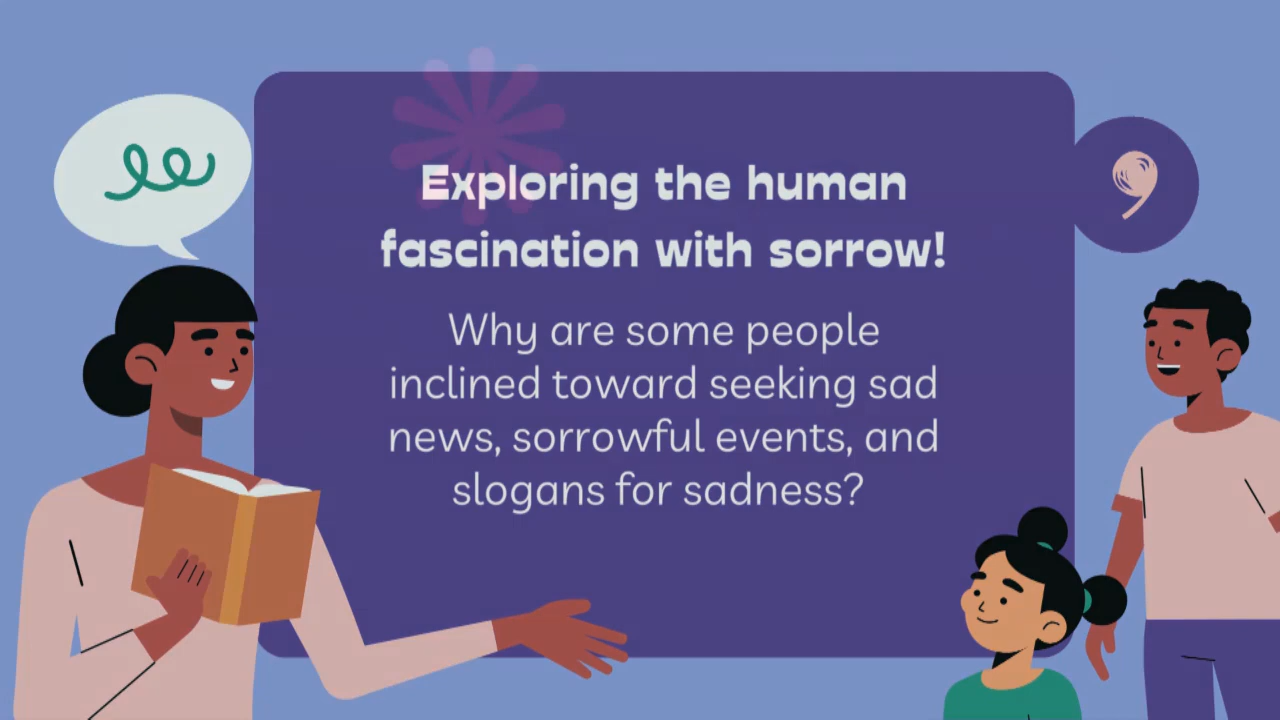 Exploring the human
fascination with sorrow!
Why are some people
inclined toward seeking sad
news, sorrowful events, and
slogans for sadness?